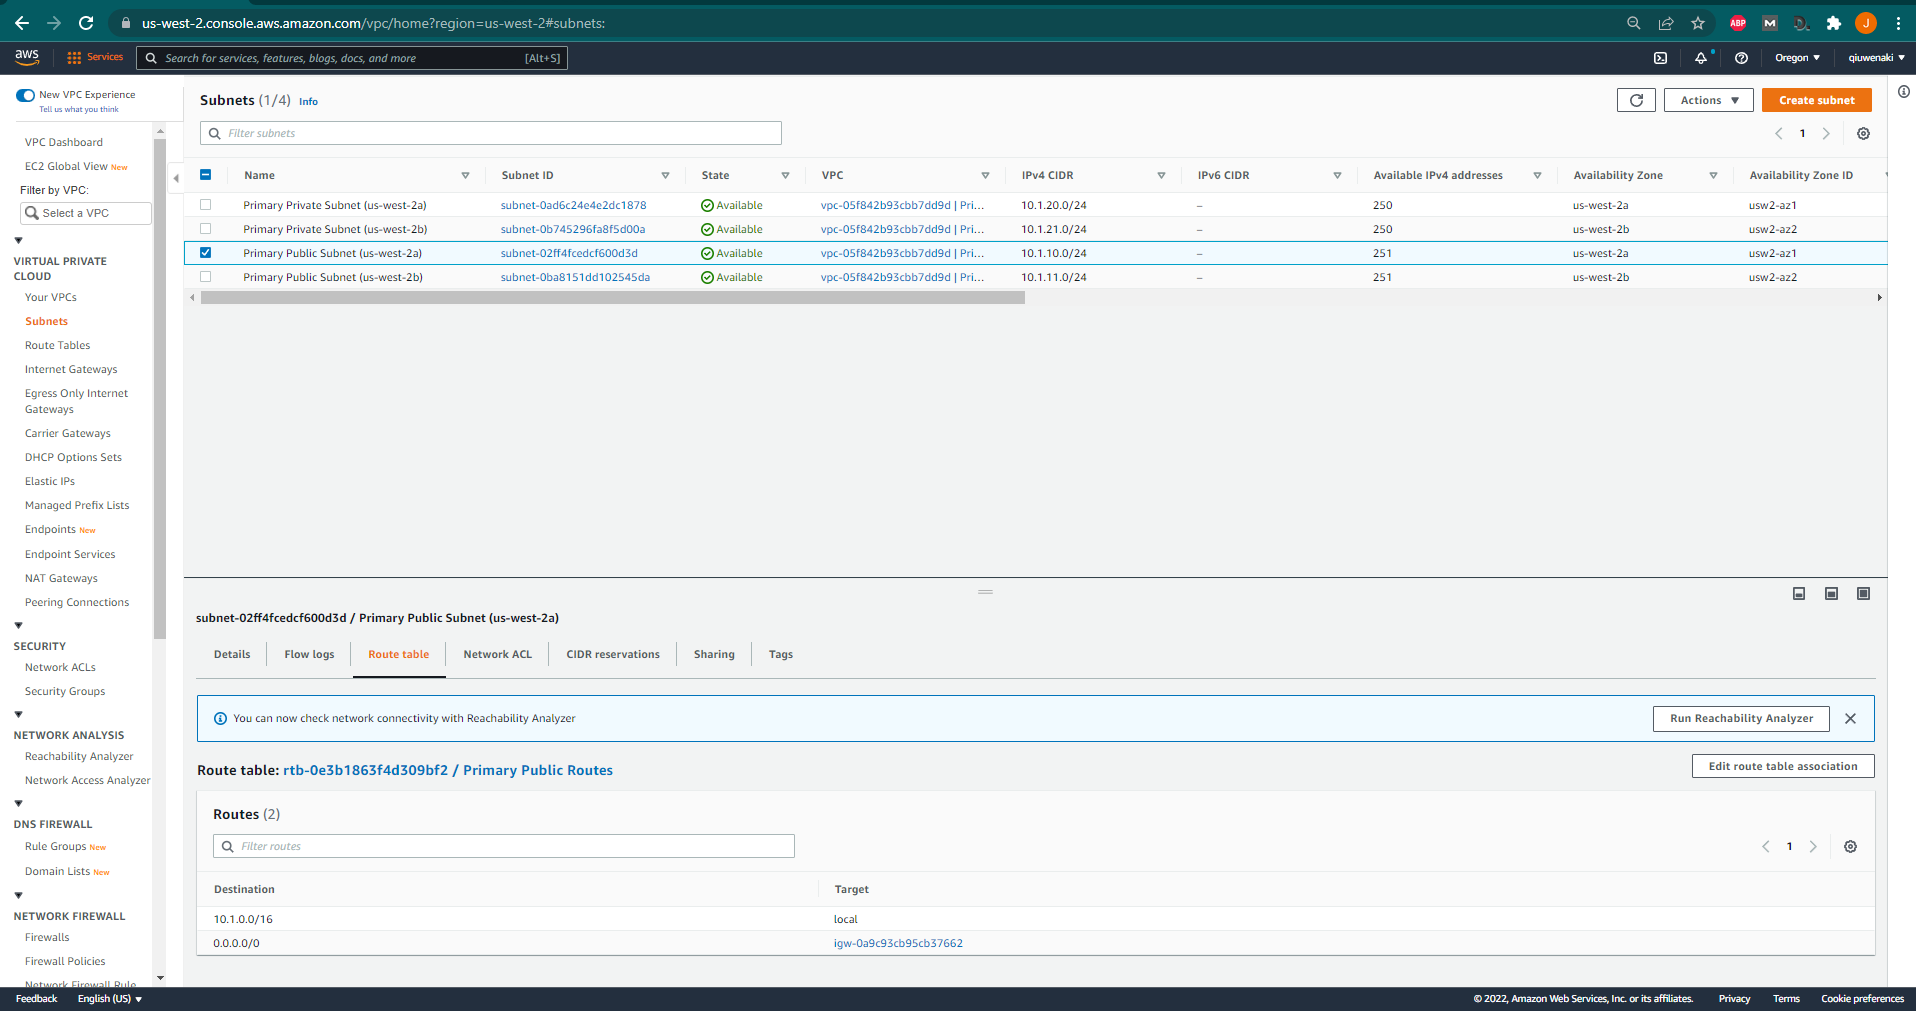 us-west-2.console.aws.amazon.com/vpc/home?region=us-west-2#subnets:
ABP
M
J
aws
Services
Search for services, features, blogs, docs, and more
[Alt+S]
Oregon ▼
qiuwenaki ▼
New VPC Experience
Tell us what you think
VPC Dashboard
EC2 Global View New
Filter by VPC:
Select a VPC
VIRTUAL PRIVATE
CLOUD
Your VPCs
Subnets
Route Tables
Internet Gateways
Egress Only Internet
Gateways
Carrier Gateways
DHCP Options Sets
Elastic IPs
Managed Prefix Lists
Endpoints New
Endpoint Services
NAT Gateways
Peering Connections
SECURITY
Network ACLs
Security Groups
NETWORK ANALYSIS
Reachability Analyzer
Network Access Analyzer
DNS FIREWALL
Rule Groups New
Domain Lists New
NETWORK FIREWALL
Firewalls
Firewall Policies
Network Firewall Rule
Subnets (1/4) Info
Actions ▼
Create subnet
Filter subnets
1
Name Subnet ID State VPC IPv4 CIDR IPv6 CIDR Available IPv4 addresses Availability Zone Availability Zone ID
Primary Private Subnet (us-west-2a) subnet-0ad6c24e4e2dc1878 Available vpc-05f842b93cbb7dd9d | Pri... 10.1.20.0/24 – 250 us-west-2a usw2-az1
Primary Private Subnet (us-west-2b) subnet-0b745296fa8f5d00a Available vpc-05f842b93cbb7dd9d | Pri... 10.1.21.0/24 – 250 us-west-2b usw2-az2
Primary Public Subnet (us-west-2a) subnet-02ff4fcedcf600d3d Available vpc-05f842b93cbb7dd9d | Pri... 10.1.10.0/24 – 251 us-west-2a usw2-az1
Primary Public Subnet (us-west-2b) subnet-0ba8151dd102545da Available vpc-05f842b93cbb7dd9d | Pri... 10.1.11.0/24 – 251 us-west-2b usw2-az2
subnet-02ff4fcedcf600d3d / Primary Public Subnet (us-west-2a)
Details Flow logs Route table Network ACL CIDR reservations Sharing Tags
You can now check network connectivity with Reachability Analyzer
Run Reachability Analyzer
Route table: rtb-0e3b1863f4d309bf2 / Primary Public Routes
Edit route table association
Routes (2)
Filter routes
1
Destination Target
10.1.0.0/16 local
0.0.0.0/0 igw-0a9c93cb95cb37662
Feedback English (US) ▼
© 2022, Amazon Web Services, Inc. or its affiliates. Privacy Terms Cookie preferences